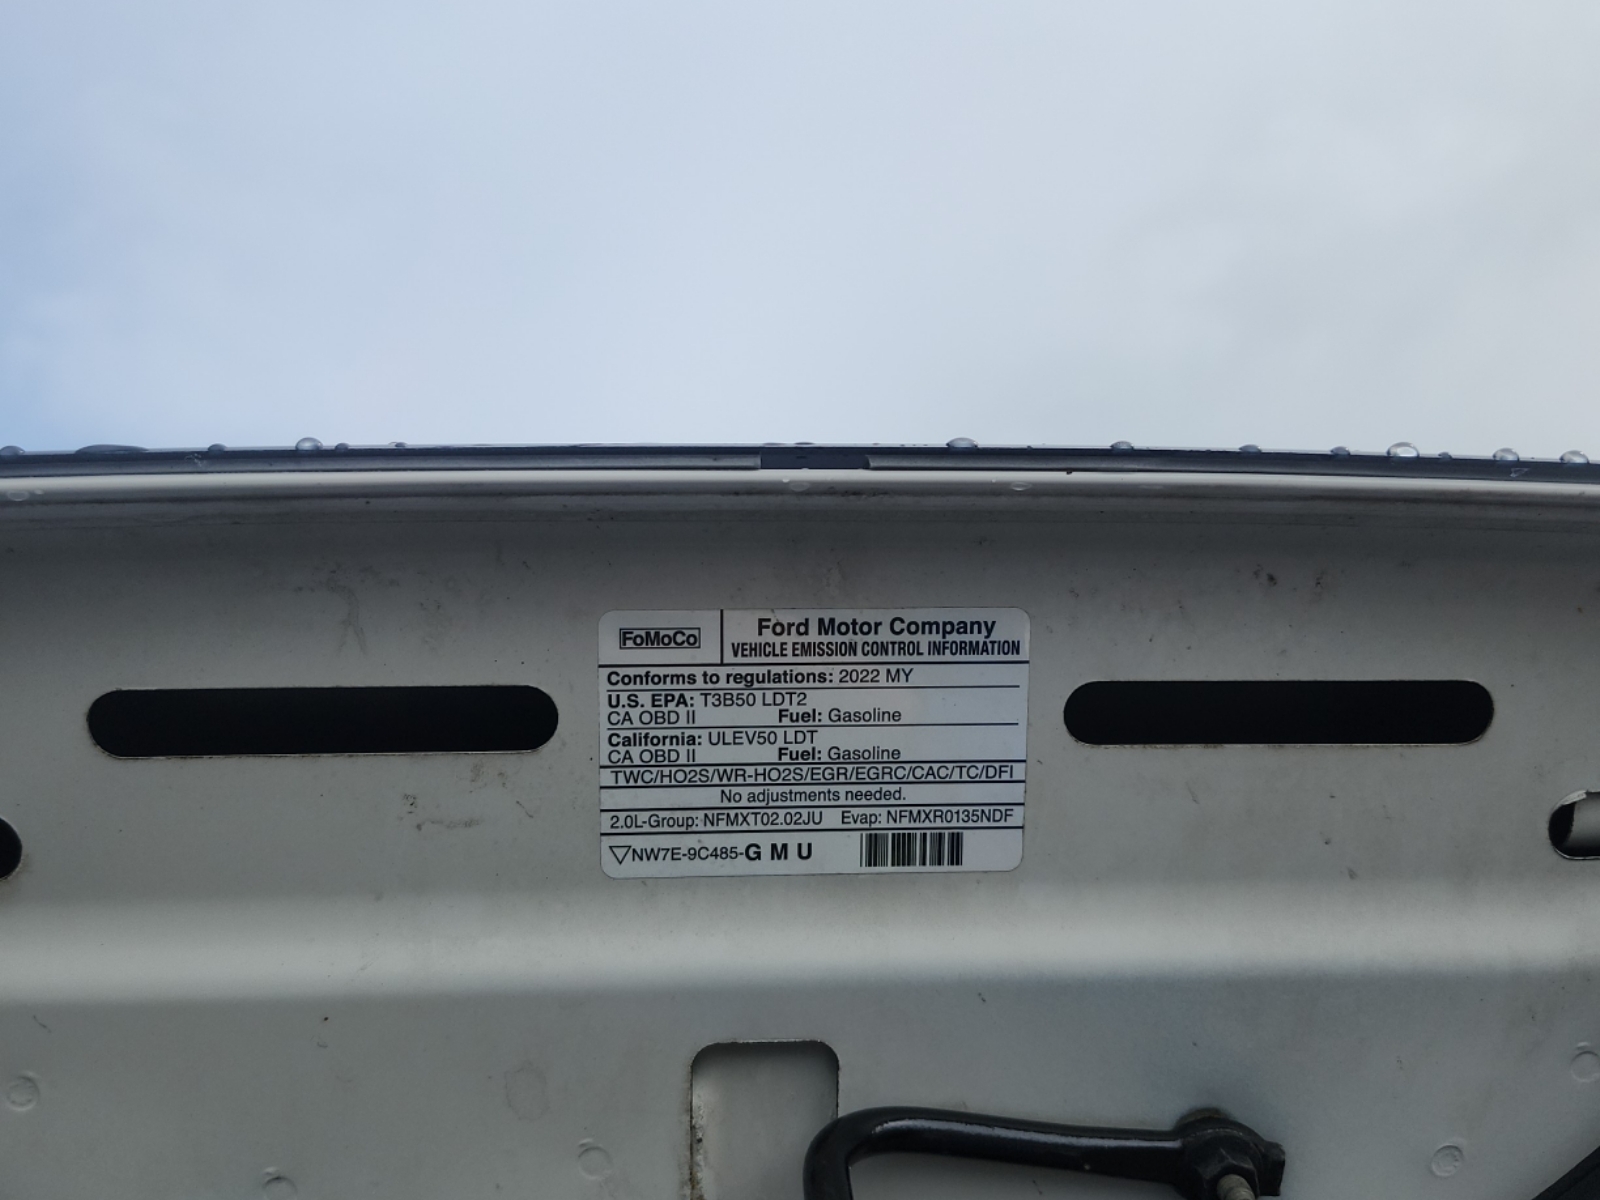 FoMoCo
Ford Motor Company
VEHICLE EMISSION CONTROL INFORMATION
Conforms to regulations: 2022 MY
U.S. EPA: T3B50 LDT2
CA OBD II Fuel: Gasoline
California: ULEV50 LDT
CA OBD II Fuel: Gasoline
TWC/HO2S/WR-HO2S/EGR/EGRC/CAC/TC/DFI
No adjustments needed.
2.0L-Group: NFMXT02.02JU Evap: NFMXR0135NDF
NW7E-9C485-G M U